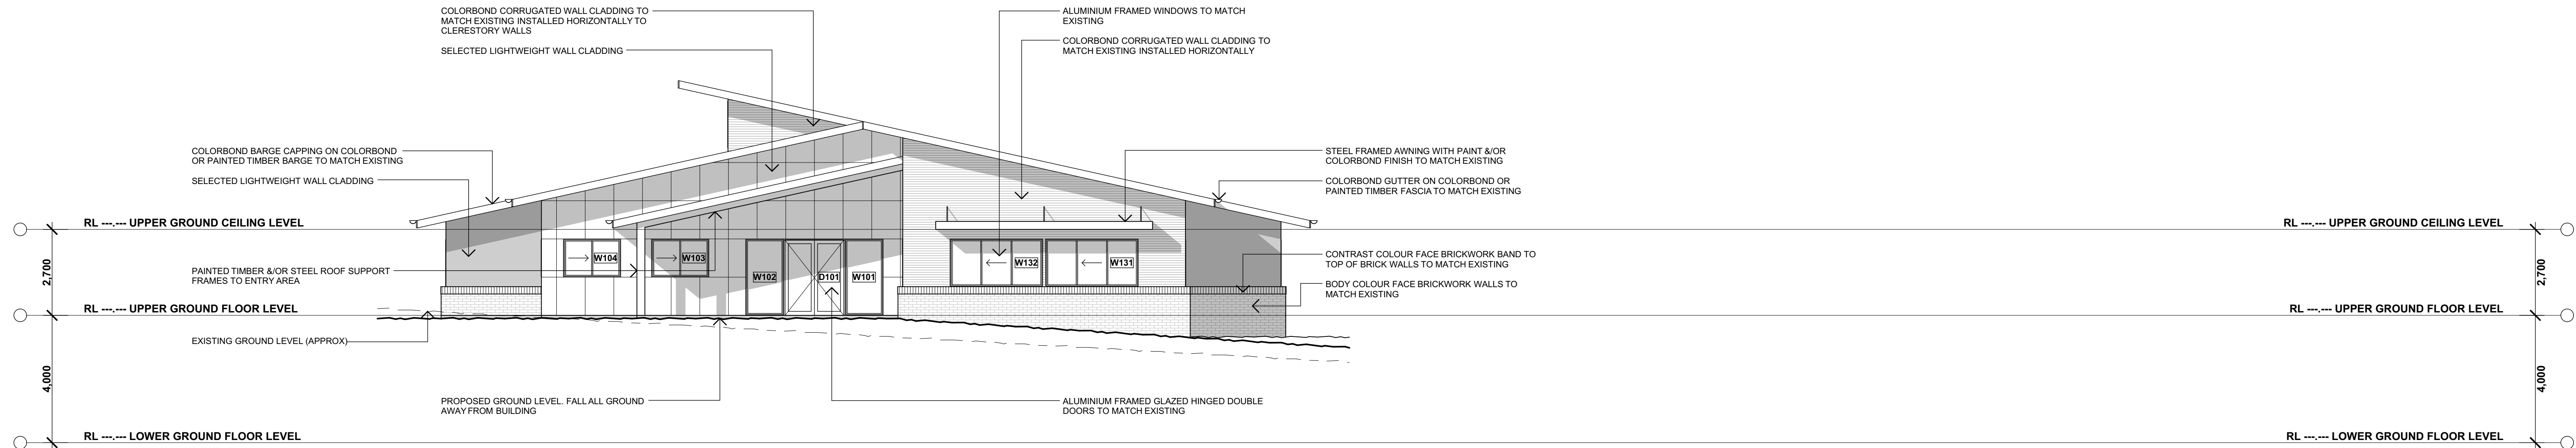 COLORBOND CORRUGATED WALL CLADDING TO
MATCH EXISTING INSTALLED HORIZONTALLY TO
CLERESTORY WALLS
SELECTED LIGHTWEIGHT WALL CLADDING
ALUMINIUM FRAMED WINDOWS TO MATCH
EXISTING
COLORBOND CORRUGATED WALL CLADDING TO
MATCH EXISTING INSTALLED HORIZONTALLY
COLORBOND BARGE CAPPING ON COLORBOND
OR PAINTED TIMBER BARGE TO MATCH EXISTING
SELECTED LIGHTWEIGHT WALL CLADDING
STEEL FRAMED AWNING WITH PAINT &/OR
COLORBOND FINISH TO MATCH EXISTING
COLORBOND GUTTER ON COLORBOND OR
PAINTED TIMBER FASCIA TO MATCH EXISTING
RL ---.--- UPPER GROUND CEILING LEVEL
RL ---.--- UPPER GROUND CEILING LEVEL
2,700
PAINTED TIMBER &/OR STEEL ROOF SUPPORT
FRAMES TO ENTRY AREA
W104
W103
W102
D101
W101
W132
W131
CONTRAST COLOUR FACE BRICKWORK BAND TO
TOP OF BRICK WALLS TO MATCH EXISTING
BODY COLOUR FACE BRICKWORK WALLS TO
MATCH EXISTING
2,700
RL ---.--- UPPER GROUND FLOOR LEVEL
RL ---.--- UPPER GROUND FLOOR LEVEL
EXISTING GROUND LEVEL (APPROX)
4,000
4,000
PROPOSED GROUND LEVEL. FALL ALL GROUND
AWAY FROM BUILDING
ALUMINIUM FRAMED GLAZED HINGED DOUBLE
DOORS TO MATCH EXISTING
RL ---.--- LOWER GROUND FLOOR LEVEL
RL ---.--- LOWER GROUND FLOOR LEVEL